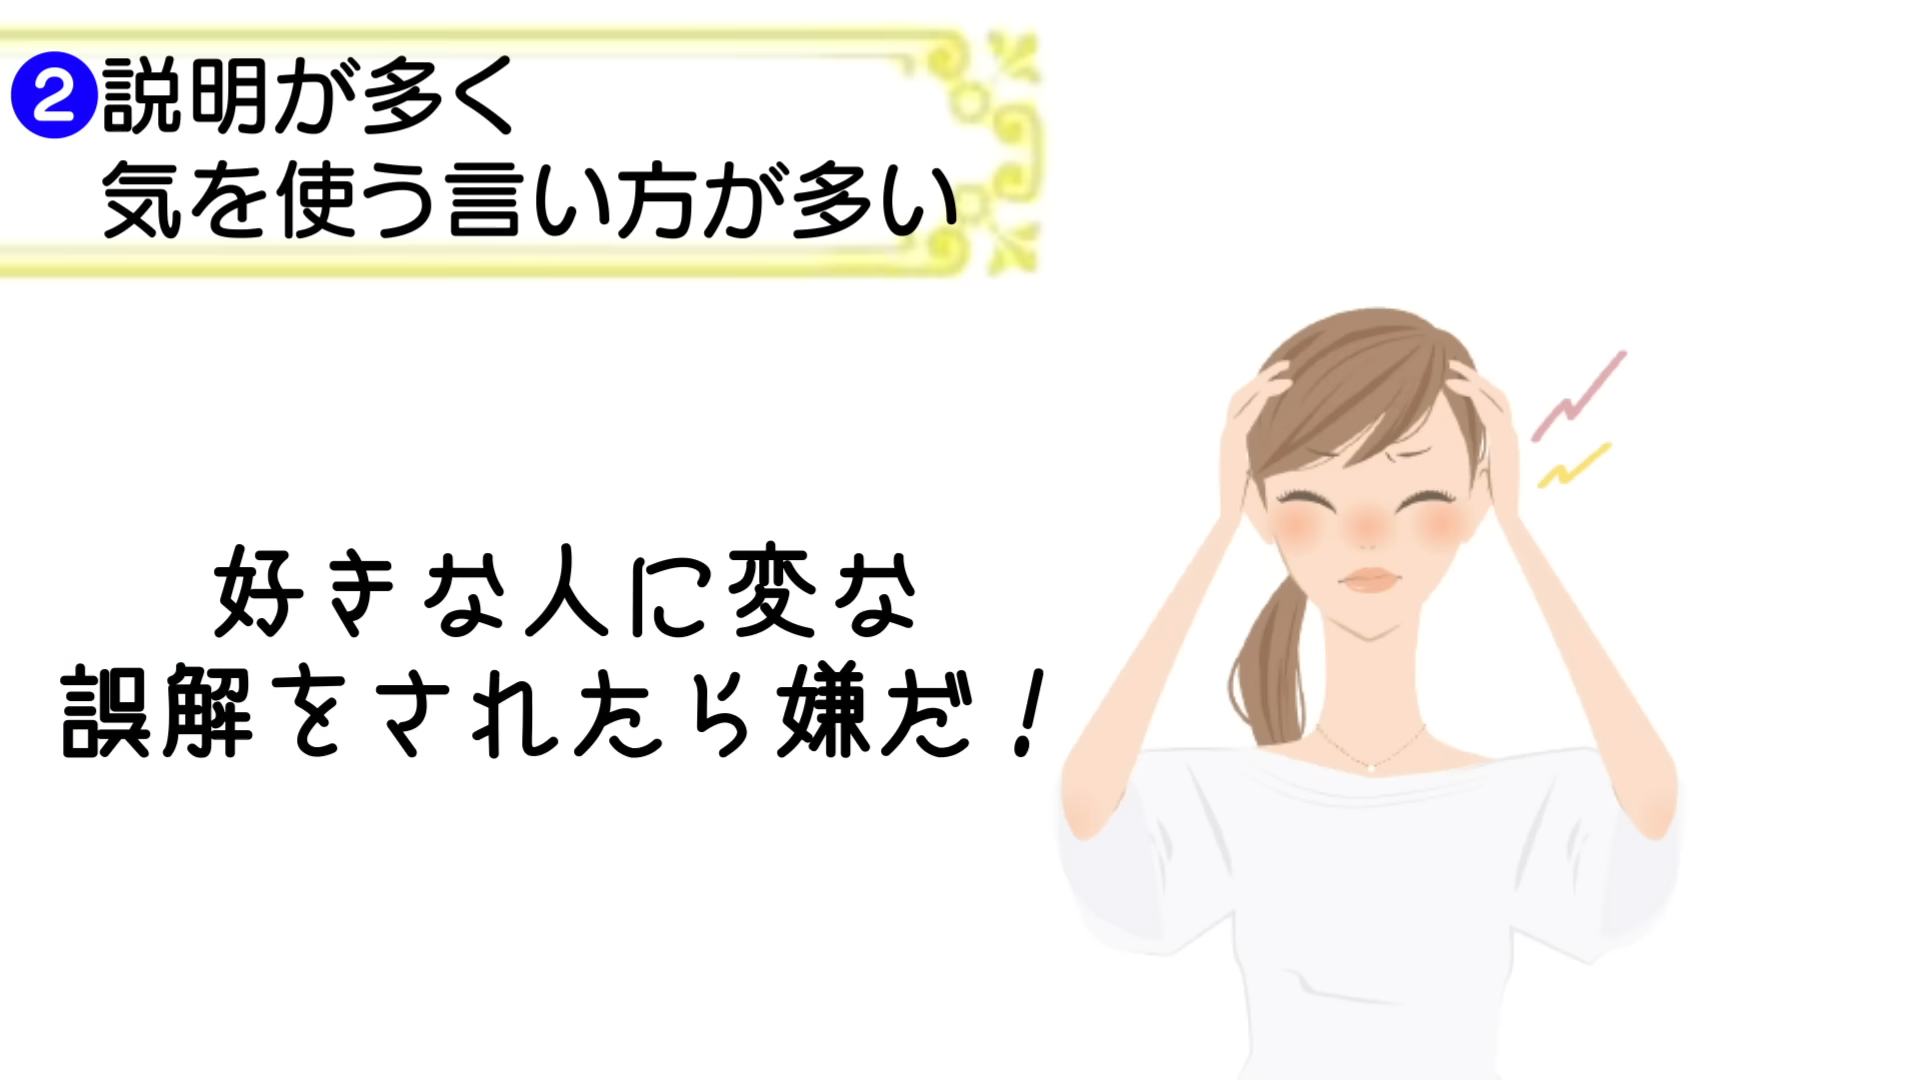 ❷説明が多く
気を使う言い方が多い
好きな人に変な
誤解をされたら嫌だ！